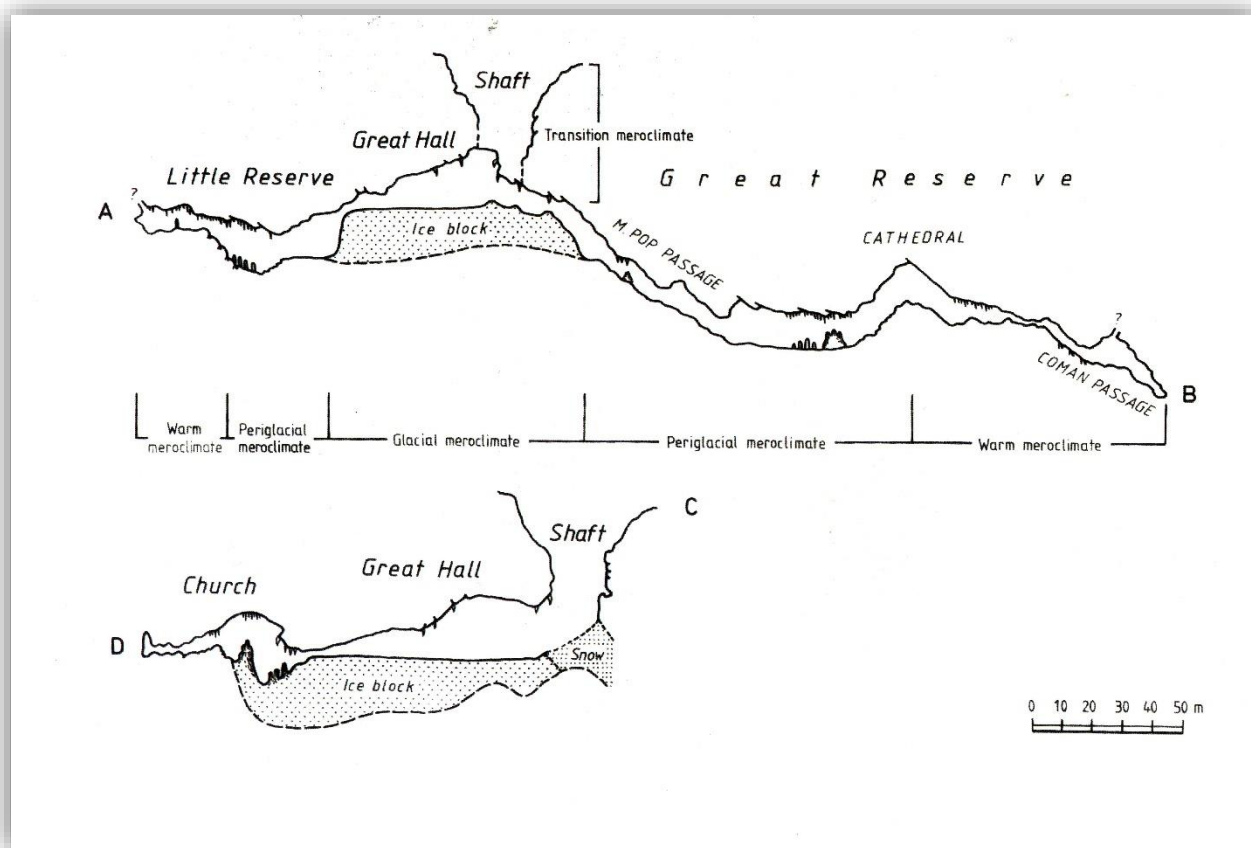 Shaft
Great Hall
Transition meroclimate
Little Reserve
G r e a t R e s e r v e
?
A
Ice block
M. POP PASSAGE
CATHEDRAL
?
COMAN PASSAGE
B
Warm
meroclimate
Periglacial
meroclimate
Glacial meroclimate
Periglacial meroclimate
Warm meroclimate
C
Shaft
Great Hall
Church
D
Snow
Ice block
0 10 20 30 40 50 m